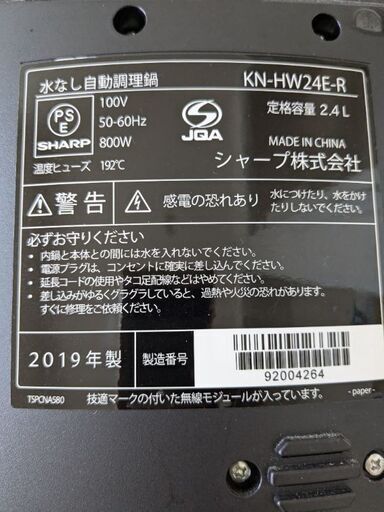 水なし自動調理鍋 KN-HW24E-R
PSE 100V 定格容量 2.4L
50-60Hz
SHARP 800W JQA MADE IN CHINA
温度ヒューズ 192℃ シャープ株式会社
警告 感電の恐れあり 水につけたり、水をかけ
たりしないでください。
必ずお守りください
・内鍋と本体との間には水を入れないでください。
・電源プラグは、コンセントに確実に差し込んでください。
・延長コードの使用やタコ足配線などはやめてください。
・差し込みがゆるくグラグラしていると、過熱や火災の恐れがあります。
すぐに修理をご依頼ください。
2019年製 製造番号 92004264
TSPCNA580 技適マークの付いた無線モジュールが入っています。 - paper -